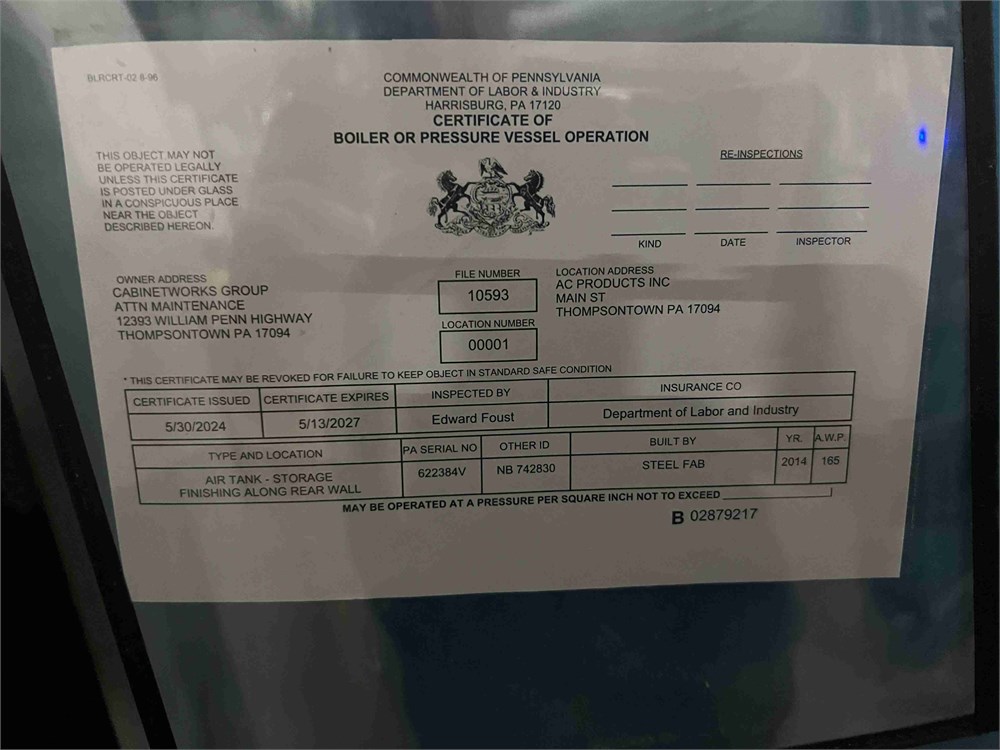 BLRCRT-02 8-96
COMMONWEALTH OF PENNSYLVANIA
DEPARTMENT OF LABOR & INDUSTRY
HARRISBURG, PA 17120
CERTIFICATE OF
BOILER OR PRESSURE VESSEL OPERATION
THIS OBJECT MAY NOT
BE OPERATED LEGALLY
UNLESS THIS CERTIFICATE
IS POSTED UNDER GLASS
IN A CONSPICUOUS PLACE
NEAR THE OBJECT
DESCRIBED HEREON.
RE-INSPECTIONS
KIND DATE INSPECTOR
OWNER ADDRESS
CABINETWORKS GROUP
ATTN MAINTENANCE
12393 WILLIAM PENN HIGHWAY
THOMPSONTOWN PA 17094
FILE NUMBER
10593
LOCATION NUMBER
00001
LOCATION ADDRESS
AC PRODUCTS INC
MAIN ST
THOMPSONTOWN PA 17094
* THIS CERTIFICATE MAY BE REVOKED FOR FAILURE TO KEEP OBJECT IN STANDARD SAFE CONDITION
CERTIFICATE ISSUED CERTIFICATE EXPIRES INSPECTED BY INSURANCE CO
5/30/2024 5/13/2027 Edward Foust Department of Labor and Industry
TYPE AND LOCATION PA SERIAL NO OTHER ID BUILT BY YR. A.W.P.
AIR TANK - STORAGE 622384V NB 742830 STEEL FAB 2014 165
FINISHING ALONG REAR WALL
MAY BE OPERATED AT A PRESSURE PER SQUARE INCH NOT TO EXCEED
B 02879217